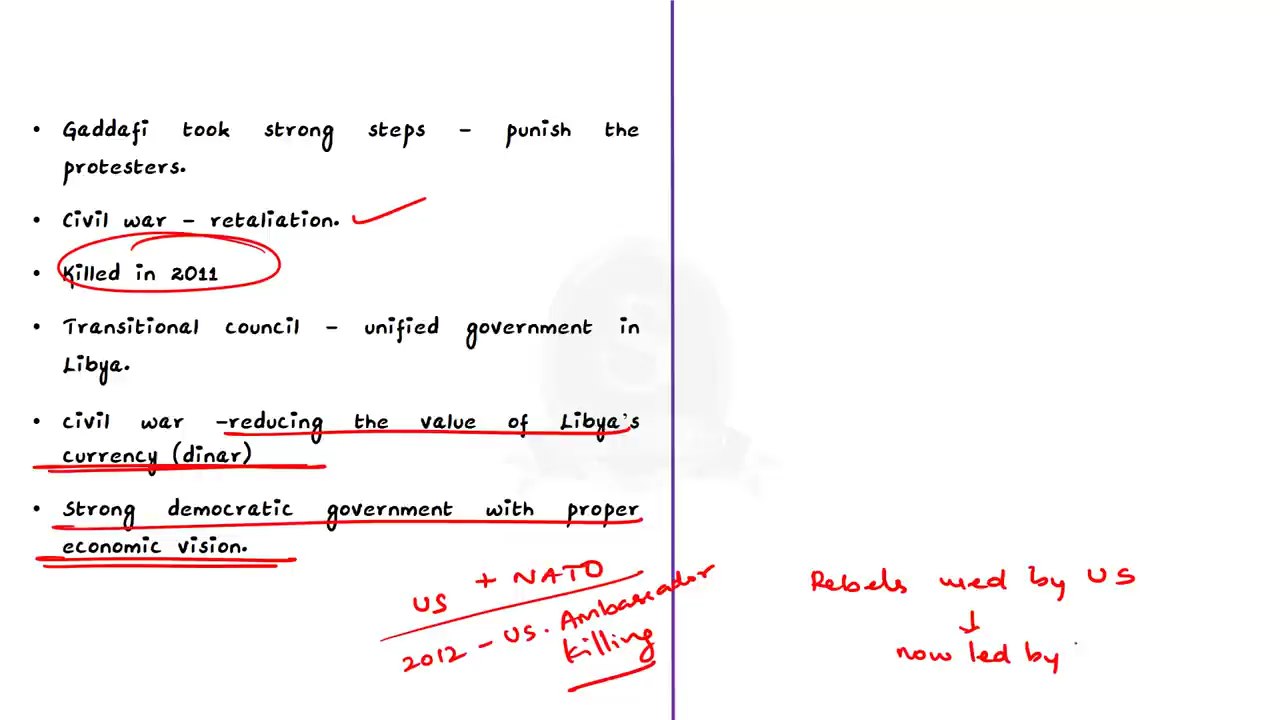 • Gaddafi took strong steps – punish the
protesters.
• Civil war – retaliation.
• Killed in 2011
• Transitional council – unified government in
Libya.
• civil war –reducing the value of Libya's
currency (dinar)
• Strong democratic government with proper
economic vision.
US + NATO
2012 – US. Ambassador
Killing
Rebels used by US
↓
now led by